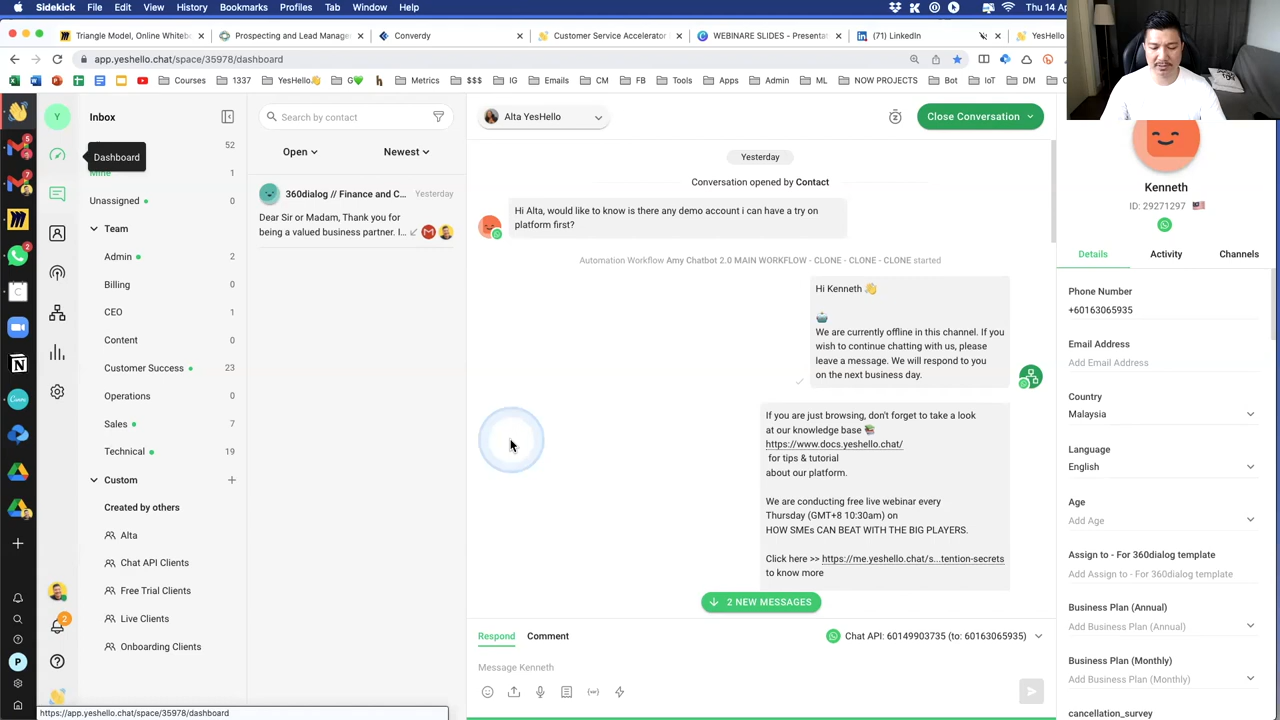 Sidekick File Edit View History Bookmarks Profiles Tab Window Help
Thu 14 Apr
Triangle Model, Online Whitebo
Prospecting and Lead Manage
Converdy
Customer Service Accelerator
WEBINARE SLIDES - Presentat
(71) LinkedIn
YesHello
app.yeshello.chat/space/35978/dashboard
Courses
1337
YesHello👋
G💚
Metrics
$$$
IG
Emails
CM
FB
Tools
Apps
Admin
ML
NOW PROJECTS
Bot
IoT
DM
Y
Inbox
52
Dashboard
Mine 1
Unassigned 0
Team
Admin 2
Billing 0
CEO 1
Content 0
Customer Success 23
Operations 0
Sales 7
Technical 19
Custom
Created by others
Alta
Chat API Clients
Free Trial Clients
Live Clients
Onboarding Clients
5
7
2
2
P
Search by contact
Open
Newest
360dialog // Finance and C... Yesterday
Dear Sir or Madam, Thank you for
being a valued business partner. I...
Alta YesHello
Close Conversation
Yesterday
Conversation opened by Contact
Hi Alta, would like to know is there any demo account i can have a try on
platform first?
Automation Workflow Amy Chatbot 2.0 MAIN WORKFLOW - CLONE - CLONE - CLONE started
Hi Kenneth 👋
🤖
We are currently offline in this channel. If you
wish to continue chatting with us, please
leave a message. We will respond to you
on the next business day.
If you are just browsing, don't forget to take a look
at our knowledge base 📚
https://www.docs.yeshello.chat/
for tips & tutorial
about our platform.
We are conducting free live webinar every
Thursday (GMT+8 10:30am) on
HOW SMEs CAN BEAT WITH THE BIG PLAYERS.
Click here >> https://me.yeshello.chat/s...tention-secrets
to know more
2 NEW MESSAGES
Respond
Comment
Chat API: 60149903735 (to: 60163065935)
Message Kenneth
Kenneth
ID: 29271297
Details
Activity
Channels
Phone Number
+60163065935
Email Address
Add Email Address
Country
Malaysia
Language
English
Age
Add Age
Assign to - For 360dialog template
Add Assign to - For 360dialog template
Business Plan (Annual)
Add Business Plan (Annual)
Business Plan (Monthly)
Add Business Plan (Monthly)
cancellation_survey
https://app.yeshello.chat/space/35978/dashboard